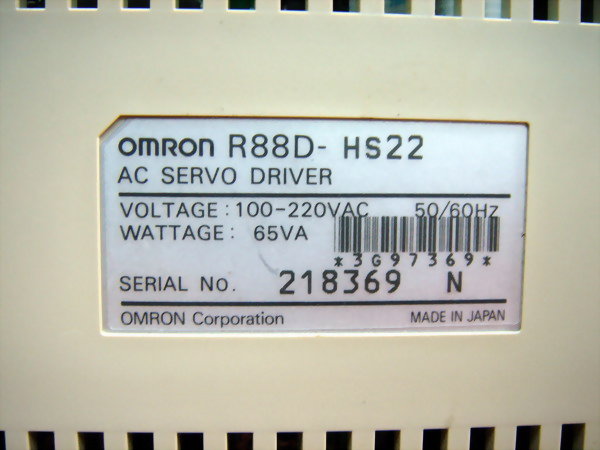 OMRON R88D- HS22
AC SERVO DRIVER
VOLTAGE : 100-220VAC 50/60Hz
WATTAGE : 65VA
*3G97369*
SERIAL No. 218369 N
OMRON Corporation MADE IN JAPAN